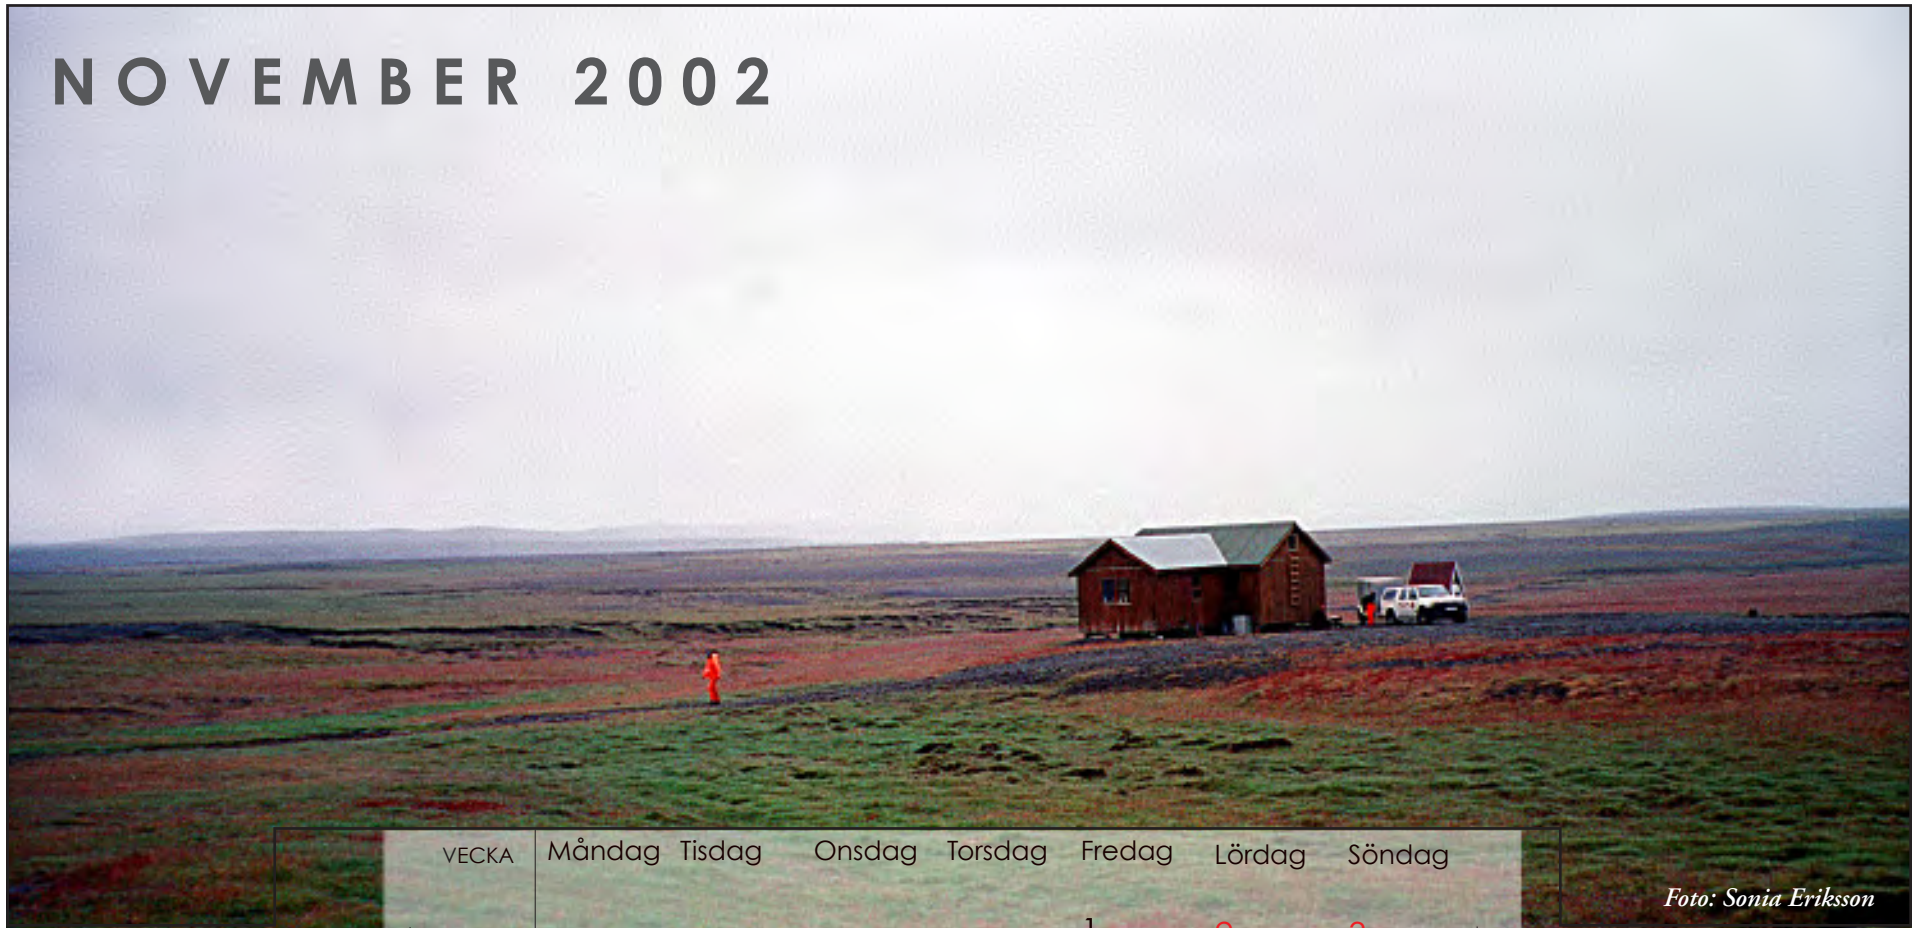 NOVEMBER 2002
VECKA Måndag Tisdag Onsdag Torsdag Fredag Lördag Söndag
Foto: Sonia Eriksson